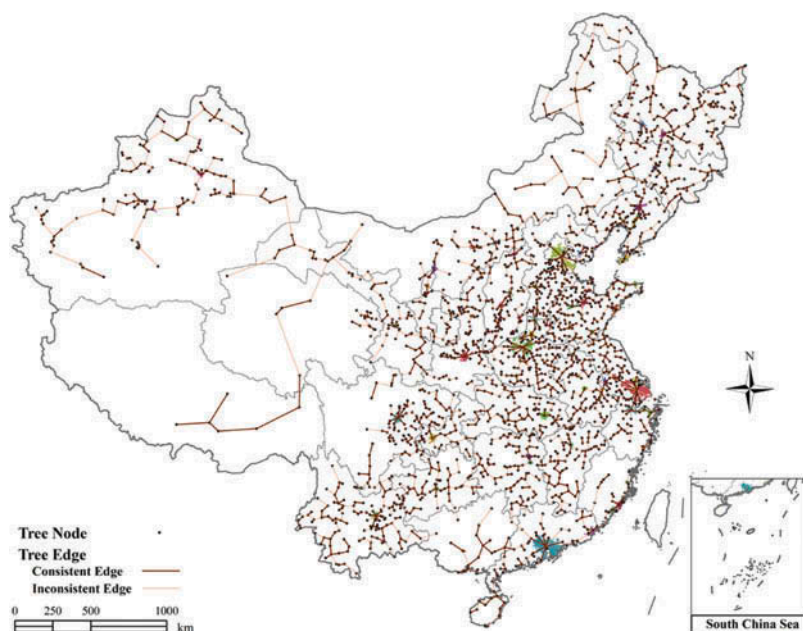 N
Tree Node
Tree Edge
Consistent Edge
Inconsistent Edge
0 250 500 1000
km
South China Sea